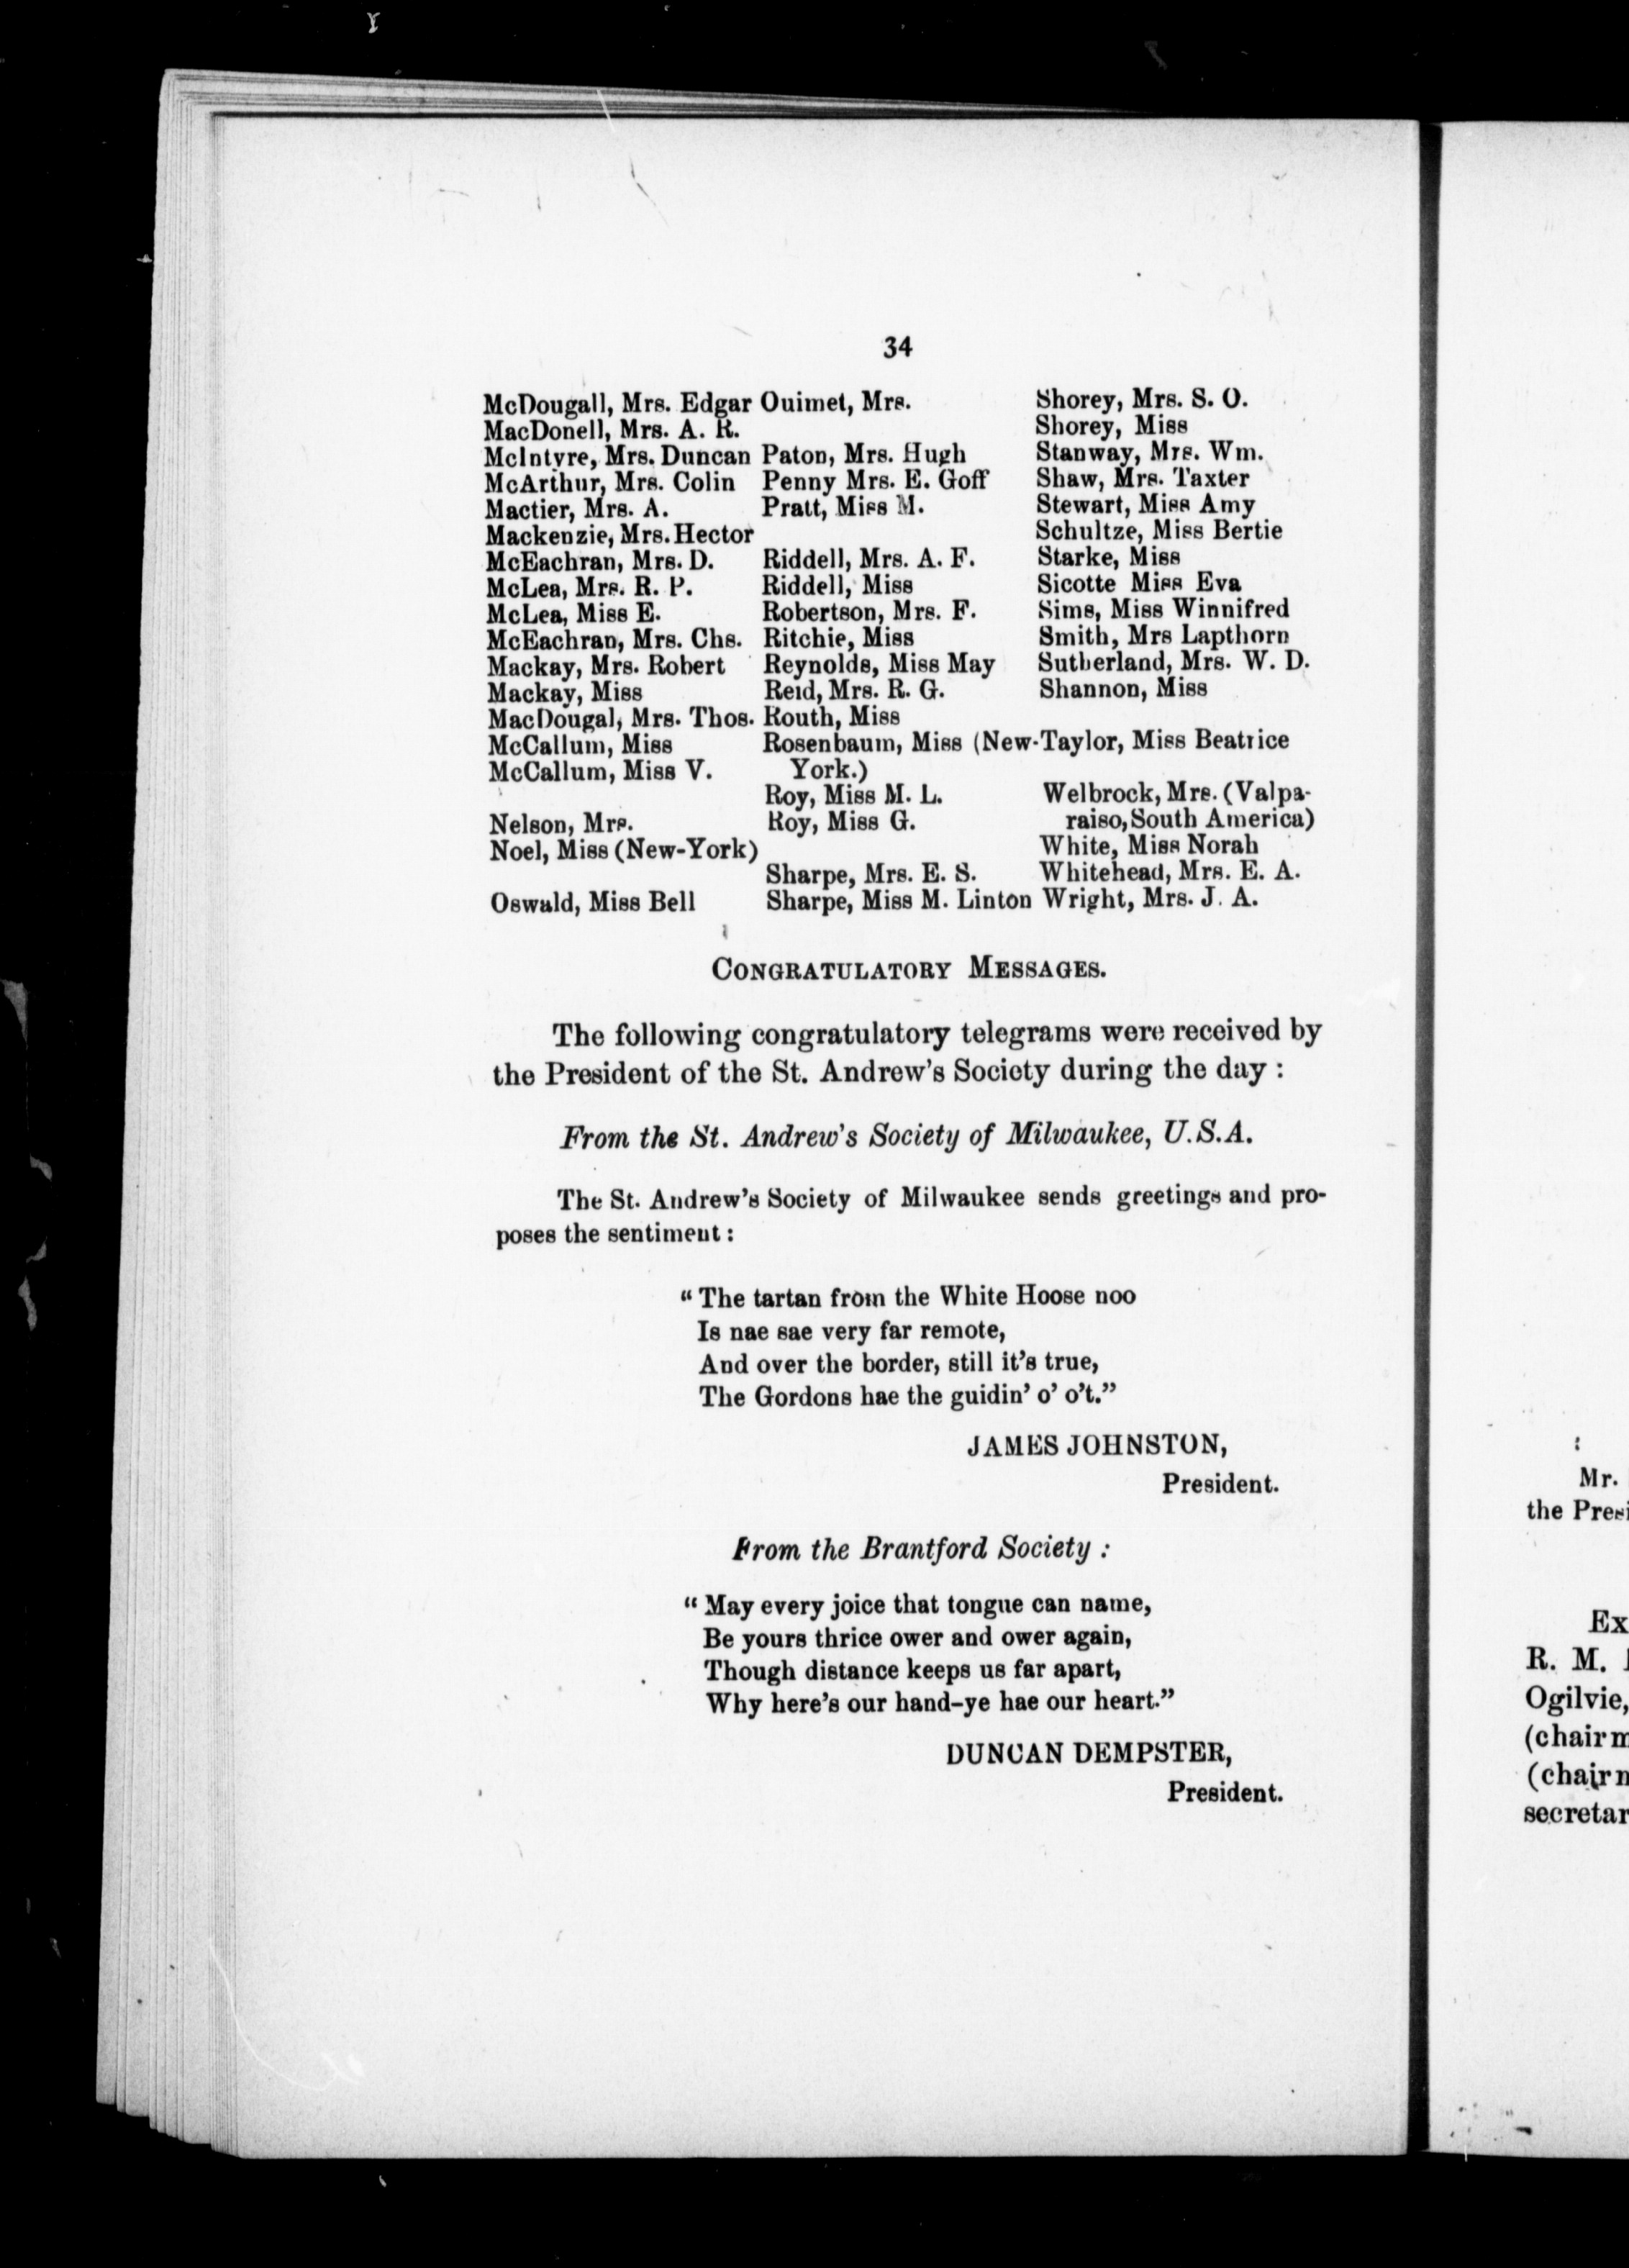 34
McDougall, Mrs. Edgar
MacDonell, Mrs. A. R.
McIntyre, Mrs. Duncan
McArthur, Mrs. Colin
Mactier, Mrs. A.
Mackenzie, Mrs. Hector
McEachran, Mrs. D.
McLea, Mrs. R. P.
McLea, Miss E.
McEachran, Mrs. Chs.
Mackay, Mrs. Robert
Mackay, Miss
MacDougal, Mrs. Thos.
McCallum, Miss
McCallum, Miss V.
Nelson, Mrs.
Noel, Miss (New-York)
Oswald, Miss Bell
Ouimet, Mrs.
Paton, Mrs. Hugh
Penny Mrs. E. Goff
Pratt, Miss M.
Riddell, Mrs. A. F.
Riddell, Miss
Robertson, Mrs. F.
Ritchie, Miss
Reynolds, Miss May
Reid, Mrs. R. G.
Routh, Miss
Rosenbaum, Miss (New-
York.)
Roy, Miss M. L.
Roy, Miss G.
Sharpe, Mrs. E. S.
Sharpe, Miss M. Linton
Shorey, Mrs. S. O.
Shorey, Miss
Stanway, Mrs. Wm.
Shaw, Mrs. Taxter
Stewart, Miss Amy
Schultze, Miss Bertie
Starke, Miss
Sicotte Miss Eva
Sims, Miss Winnifred
Smith, Mrs Lapthorn
Sutherland, Mrs. W. D.
Shannon, Miss
Taylor, Miss Beatrice
Welbrock, Mrs. (Valpa-
raiso, South America)
White, Miss Norah
Whitehead, Mrs. E. A.
Wright, Mrs. J. A.
CONGRATULATORY MESSAGES.
The following congratulatory telegrams were received by
the President of the St. Andrew's Society during the day :
From the St. Andrew's Society of Milwaukee, U.S.A.
The St. Andrew's Society of Milwaukee sends greetings and pro-
poses the sentiment :
" The tartan from the White Hoose noo
Is nae sae very far remote,
And over the border, still it's true,
The Gordons hae the guidin' o' o't."
JAMES JOHNSTON,
President.
From the Brantford Society :
" May every joice that tongue can name,
Be yours thrice ower and ower again,
Though distance keeps us far apart,
Why here's our hand-ye hae our heart."
DUNCAN DEMPSTER,
President.
Mr.
the Presi
Ex
R. M.
Ogilvie,
(chairm
(chairm
secretar